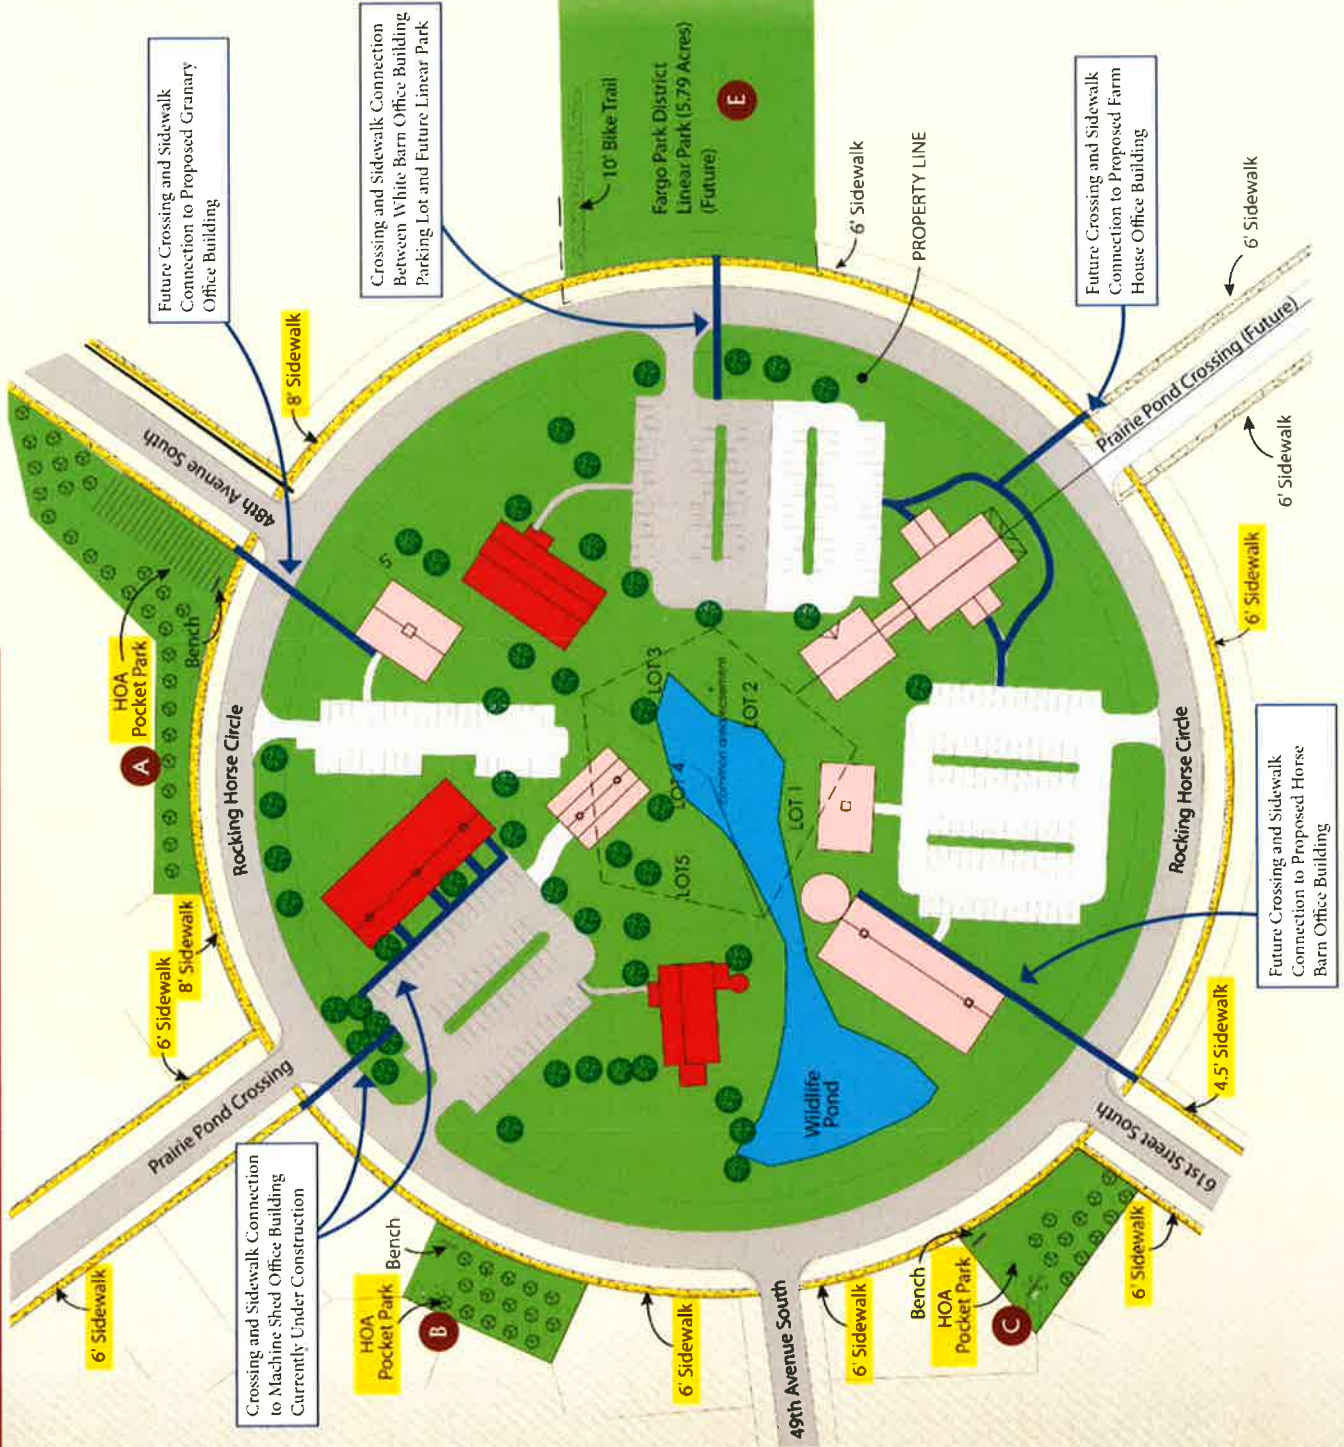 Future Crossing and Sidewalk
Connection to Proposed Granary
Office Building
Crossing and Sidewalk Connection
Between White Barn Office Building
Parking Lot and Future Linear Park
10' Bike Trail
Fargo Park District
Linear Park (5.79 Acres)
(Future)
E
6' Sidewalk
PROPERTY LINE
Future Crossing and Sidewalk
Connection to Proposed Farm
House Office Building
6' Sidewalk
Prairie Pond Crossing (Future)
6' Sidewalk
6' Sidewalk
8' Sidewalk
48th Avenue South
HOA
Pocket Park
Bench
A
5
Rocking Horse Circle
8' Sidewalk
6' Sidewalk
Prairie Pond Crossing
6' Sidewalk
Crossing and Sidewalk Connection
to Machine Shed Office Building
Currently Under Construction
LOT 3
LOT 2
LOT 4
LOT 1
LOT5
Wildlife
Pond
Rocking Horse Circle
Future Crossing and Sidewalk
Connection to Proposed Horse
Barn Office Building
4.5' Sidewalk
61st Street South
6' Sidewalk
Bench
HOA
Pocket Park
C
6' Sidewalk
49th Avenue South
6' Sidewalk
Bench
HOA
Pocket Park
B